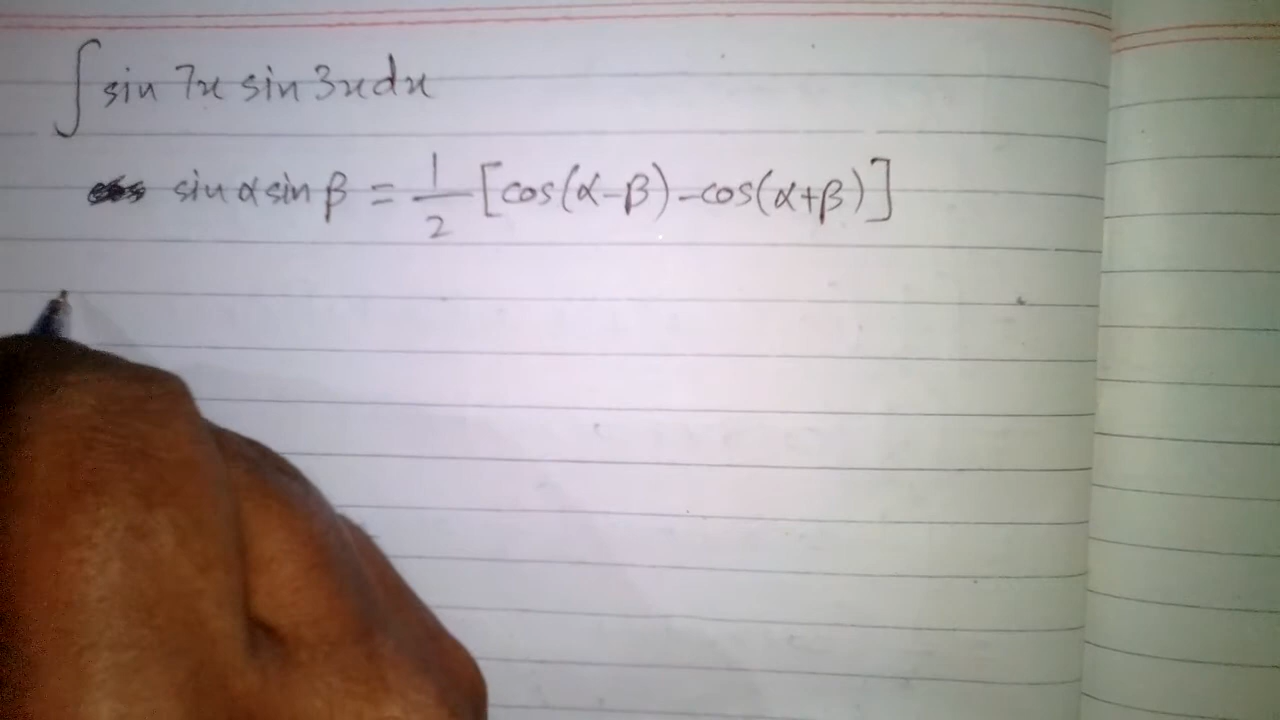 ∫ sin 7x sin 3x dx
sin α sin β = 1/2 [cos(α-β) - cos(α+β)]